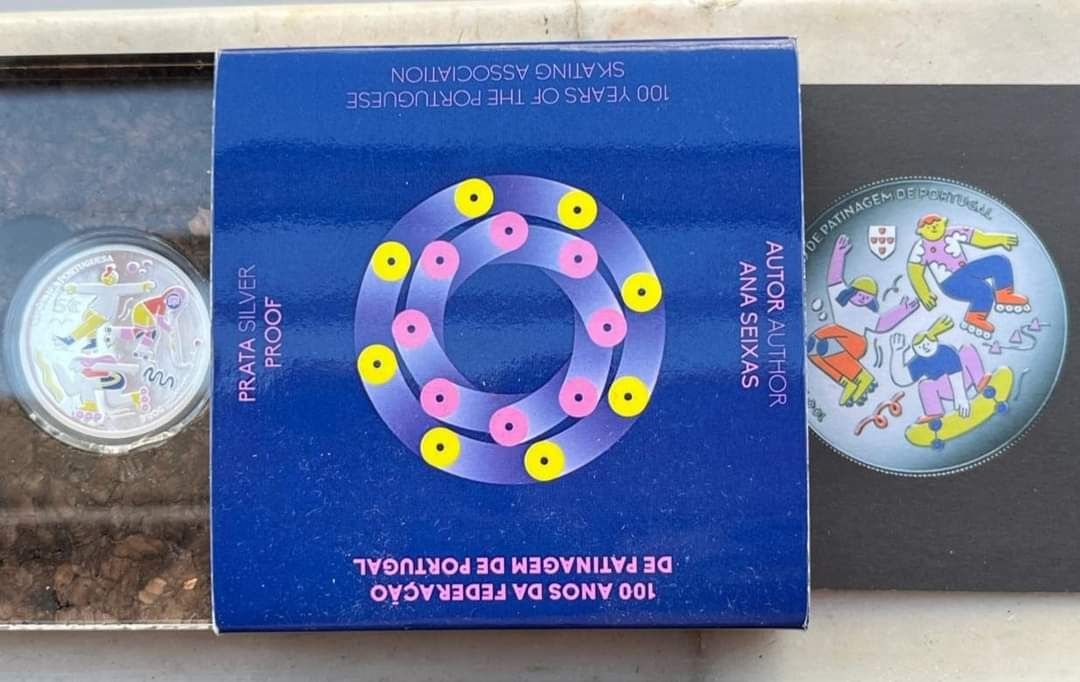 100 YEARS OF THE PORTUGUESE
SKATING ASSOCIATION
PRATA SILVER
PROOF
AUTOR AUTHOR
ANA SEIXAS
100 ANOS DA FEDERAÇÃO
DE PATINAGEM DE PORTUGAL
PORTUGUESA
DE PATINAGEM DE PORTUGAL